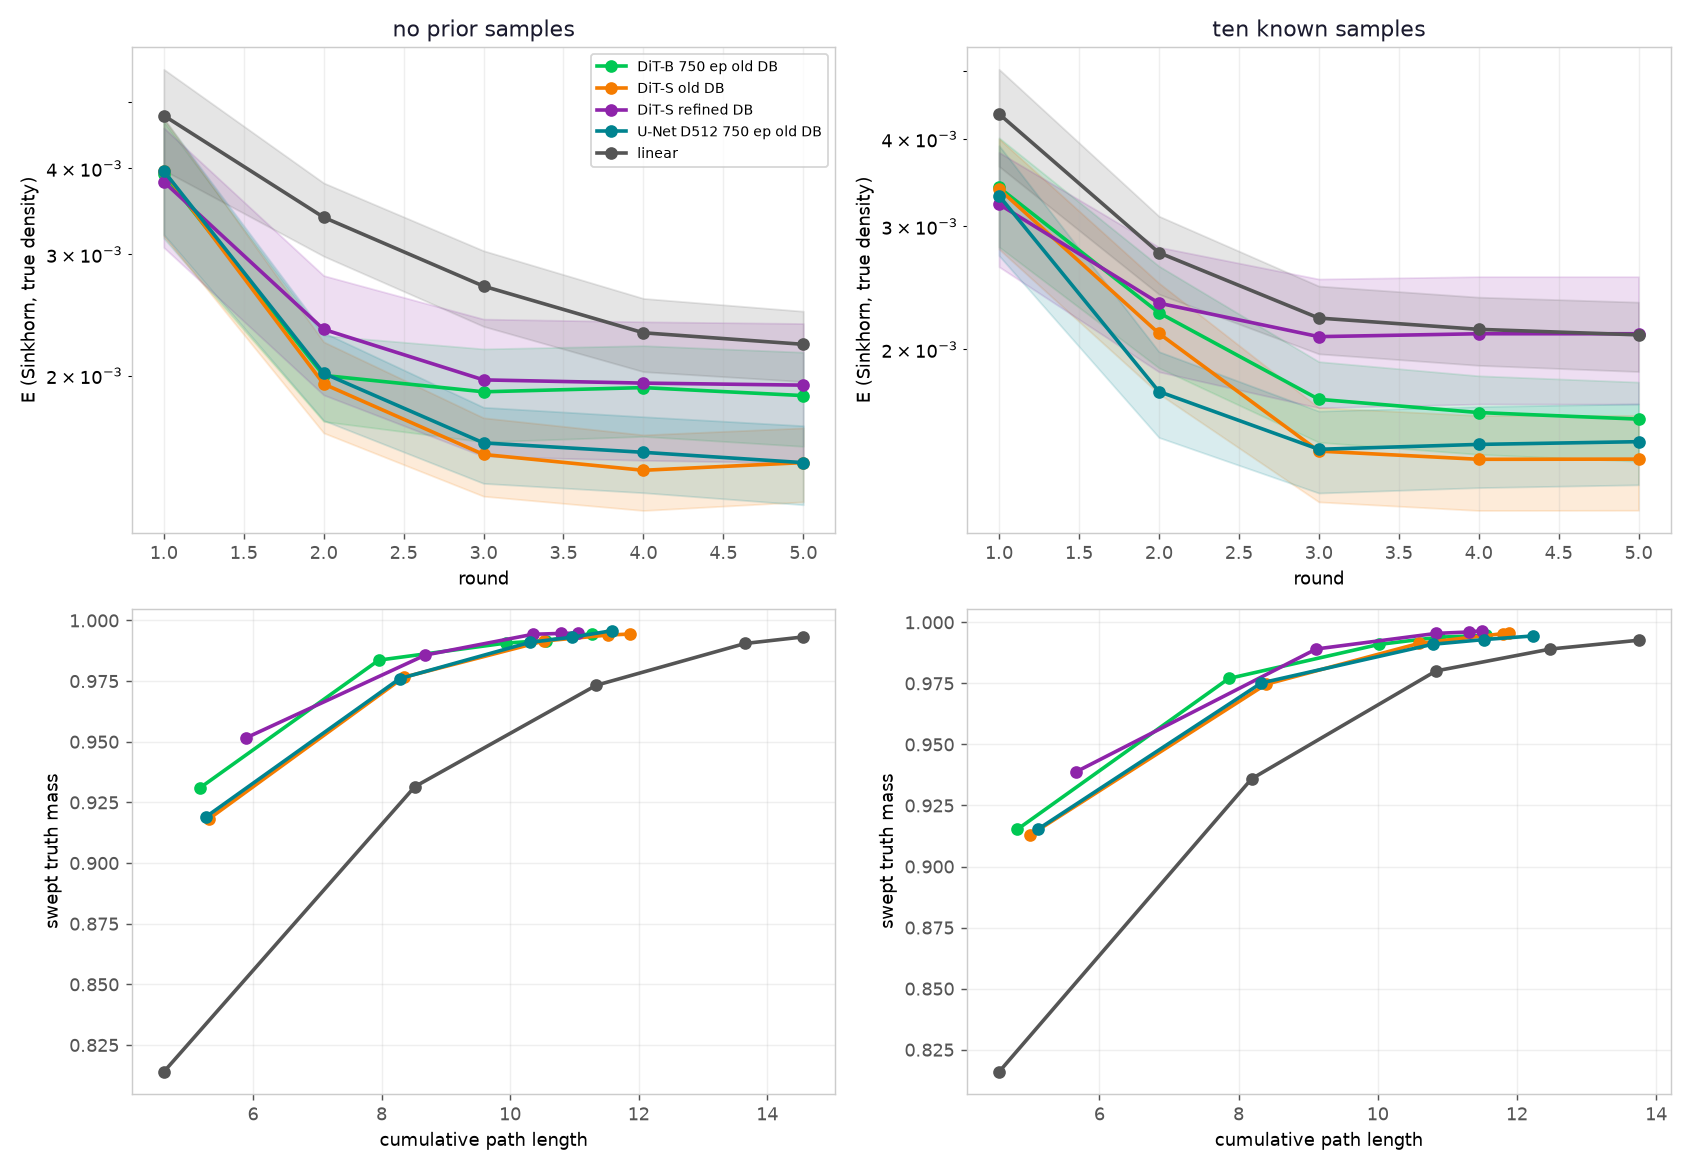 no prior samples
ten known samples
E (Sinkhorn, true density)
4 × 10⁻³
3 × 10⁻³
2 × 10⁻³
DiT-B 750 ep old DB
DiT-S old DB
DiT-S refined DB
U-Net D512 750 ep old DB
linear
1.0 1.5 2.0 2.5 3.0 3.5 4.0 4.5 5.0
round
E (Sinkhorn, true density)
4 × 10⁻³
3 × 10⁻³
2 × 10⁻³
1.0 1.5 2.0 2.5 3.0 3.5 4.0 4.5 5.0
round
swept truth mass
1.000
0.975
0.950
0.925
0.900
0.875
0.850
0.825
6 8 10 12 14
cumulative path length
swept truth mass
1.000
0.975
0.950
0.925
0.900
0.875
0.850
0.825
6 8 10 12 14
cumulative path length